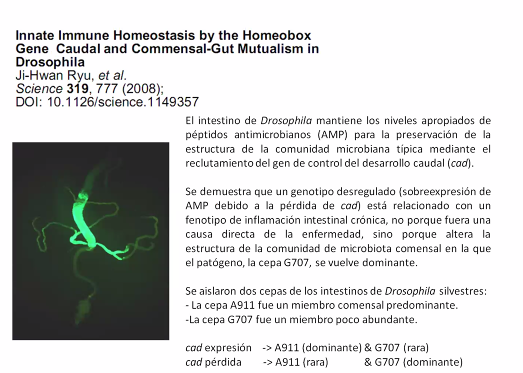 Innate Immune Homeostasis by the Homeobox
Gene Caudal and Commensal-Gut Mutualism in
Drosophila
Ji-Hwan Ryu, et al.
Science 319, 777 (2008);
DOI: 10.1126/science.1149357
El intestino de Drosophila mantiene los niveles apropiados de
péptidos antimicrobianos (AMP) para la preservación de la
estructura de la comunidad microbiana típica mediante el
reclutamiento del gen de control del desarrollo caudal (cad).
Se demuestra que un genotipo desregulado (sobreexpresión de
AMP debido a la pérdida de cad) está relacionado con un
fenotipo de inflamación intestinal crónica, no porque fuera una
causa directa de la enfermedad, sino porque altera la
estructura de la comunidad de microbiota comensal en la que
el patógeno, la cepa G707, se vuelve dominante.
Se aislaron dos cepas de los intestinos de Drosophila silvestres:
- La cepa A911 fue un miembro comensal predominante.
-La cepa G707 fue un miembro poco abundante.
cad expresión -> A911 (dominante) & G707 (rara)
cad pérdida -> A911 (rara) & G707 (dominante)